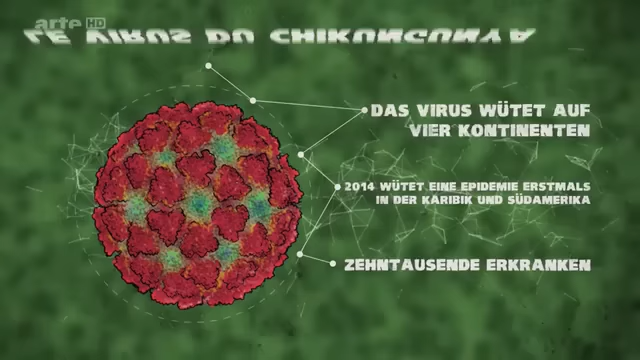 arte HD
LE VIRUS DU CHIKUNGUNYA
DAS VIRUS WÜTET AUF
VIER KONTINENTEN
2014 WÜTET EINE EPIDEMIE ERSTMALS
IN DER KARIBIK UND SÜDAMERIKA
ZEHNTAUSENDE ERKRANKEN